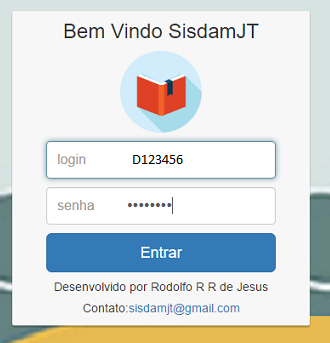 Bem Vindo SisdamJT
login D123456
senha ••••••••
Entrar
Desenvolvido por Rodolfo R R de Jesus
Contato:sisdamjt@gmail.com